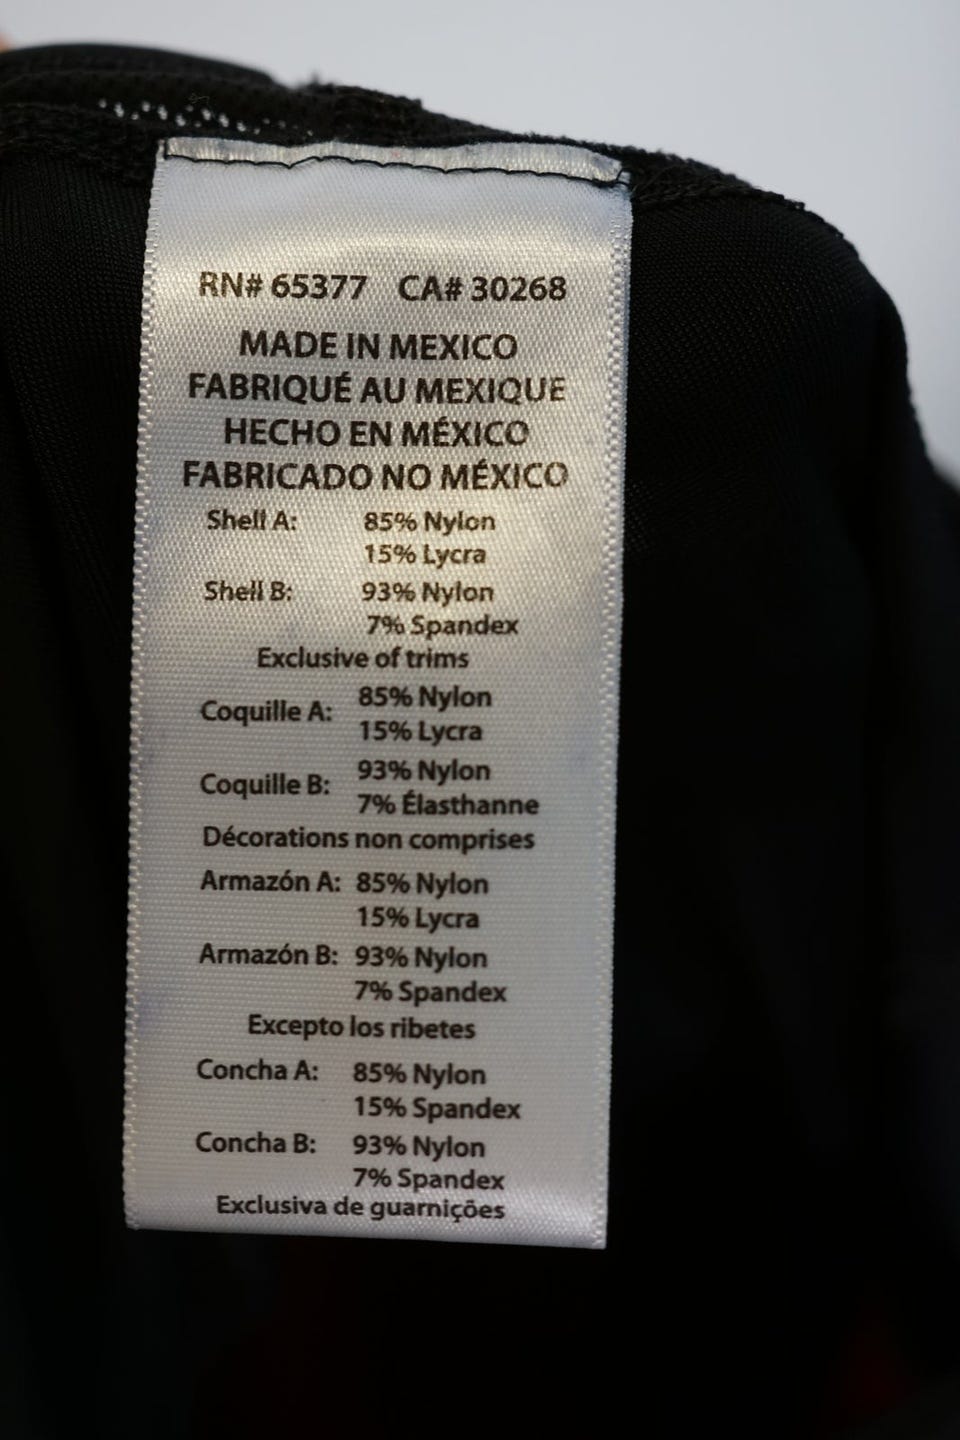 RN# 65377 CA# 30268
MADE IN MEXICO
FABRIQUÉ AU MEXIQUE
HECHO EN MÉXICO
FABRICADO NO MÉXICO
Shell A: 85% Nylon
15% Lycra
Shell B: 93% Nylon
7% Spandex
Exclusive of trims
Coquille A: 85% Nylon
15% Lycra
Coquille B: 93% Nylon
7% Élasthanne
Décorations non comprises
Armazón A: 85% Nylon
15% Lycra
Armazón B: 93% Nylon
7% Spandex
Excepto los ribetes
Concha A: 85% Nylon
15% Spandex
Concha B: 93% Nylon
7% Spandex
Exclusiva de guarnições